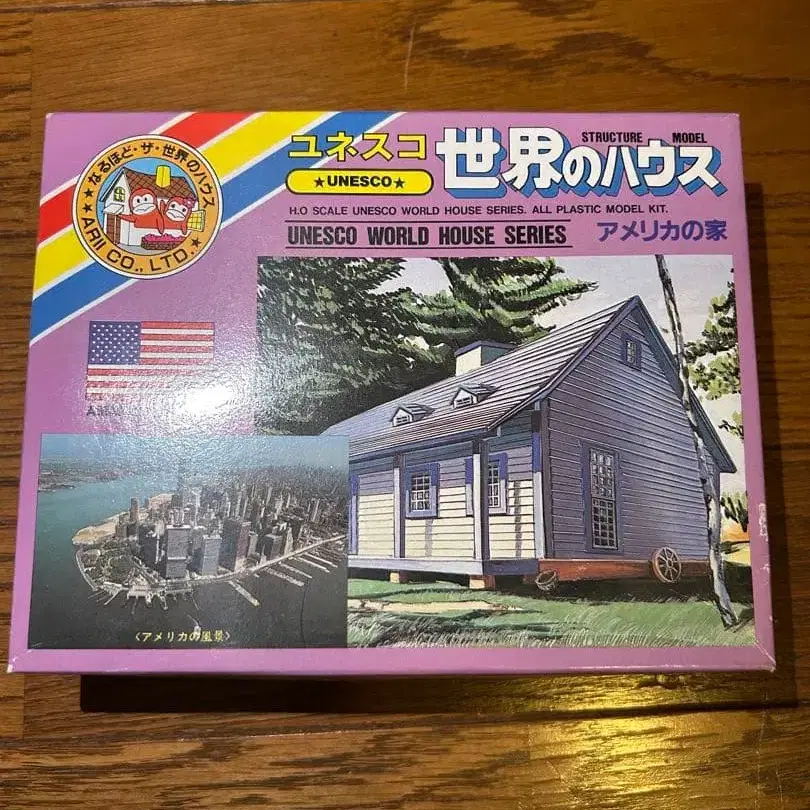 なるほど・ザ・世界のハウス
★★ ARII CO., LTD. ★★
ユネスコ
★UNESCO★
STRUCTURE MODEL
世界のハウス
H.O SCALE UNESCO WORLD HOUSE SERIES. ALL PLASTIC MODEL KIT.
UNESCO WORLD HOUSE SERIES
アメリカの家
〈アメリカの風景〉